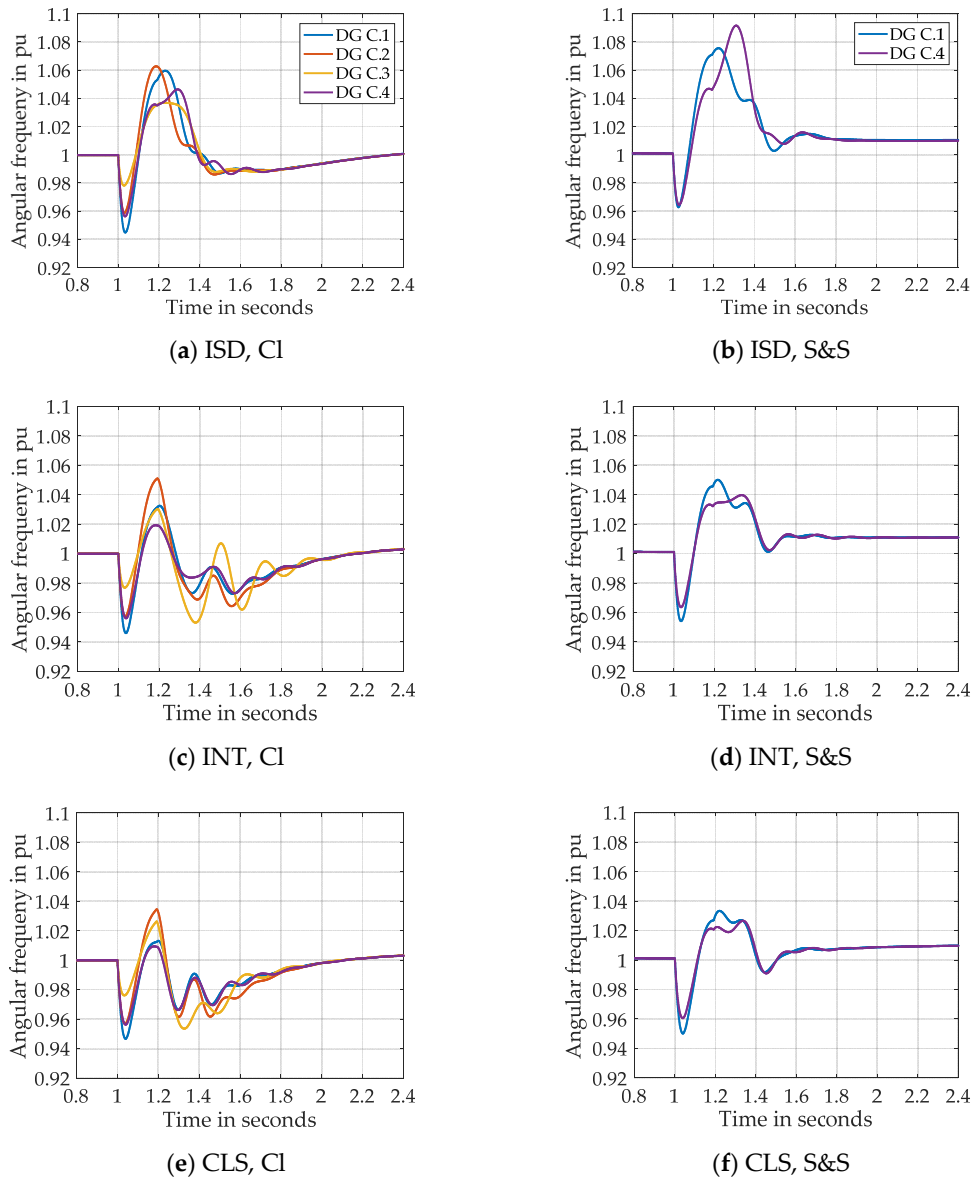 1.1
1.08
1.06
1.04
1.02
1
0.98
0.96
0.94
0.92
Angular frequeny in pu
DG C.1
DG C.2
DG C.3
DG C.4
0.8 1 1.2 1.4 1.6 1.8 2 2.2 2.4
Time in seconds
(a) ISD, Cl
1.1
1.08
1.06
1.04
1.02
1
0.98
0.96
0.94
0.92
Angular frequeny in pu
DG C.1
DG C.4
0.8 1 1.2 1.4 1.6 1.8 2 2.2 2.4
Time in seconds
(b) ISD, S&S
1.1
1.08
1.06
1.04
1.02
1
0.98
0.96
0.94
0.92
Angular frequeny in pu
0.8 1 1.2 1.4 1.6 1.8 2 2.2 2.4
Time in seconds
(c) INT, Cl
1.1
1.08
1.06
1.04
1.02
1
0.98
0.96
0.94
0.92
Angular frequeny in pu
0.8 1 1.2 1.4 1.6 1.8 2 2.2 2.4
Time in seconds
(d) INT, S&S
1.1
1.08
1.06
1.04
1.02
1
0.98
0.96
0.94
0.92
Angular frequeny in pu
0.8 1 1.2 1.4 1.6 1.8 2 2.2 2.4
Time in seconds
(e) CLS, Cl
1.1
1.08
1.06
1.04
1.02
1
0.98
0.96
0.94
0.92
Angular frequeny in pu
0.8 1 1.2 1.4 1.6 1.8 2 2.2 2.4
Time in seconds
(f) CLS, S&S